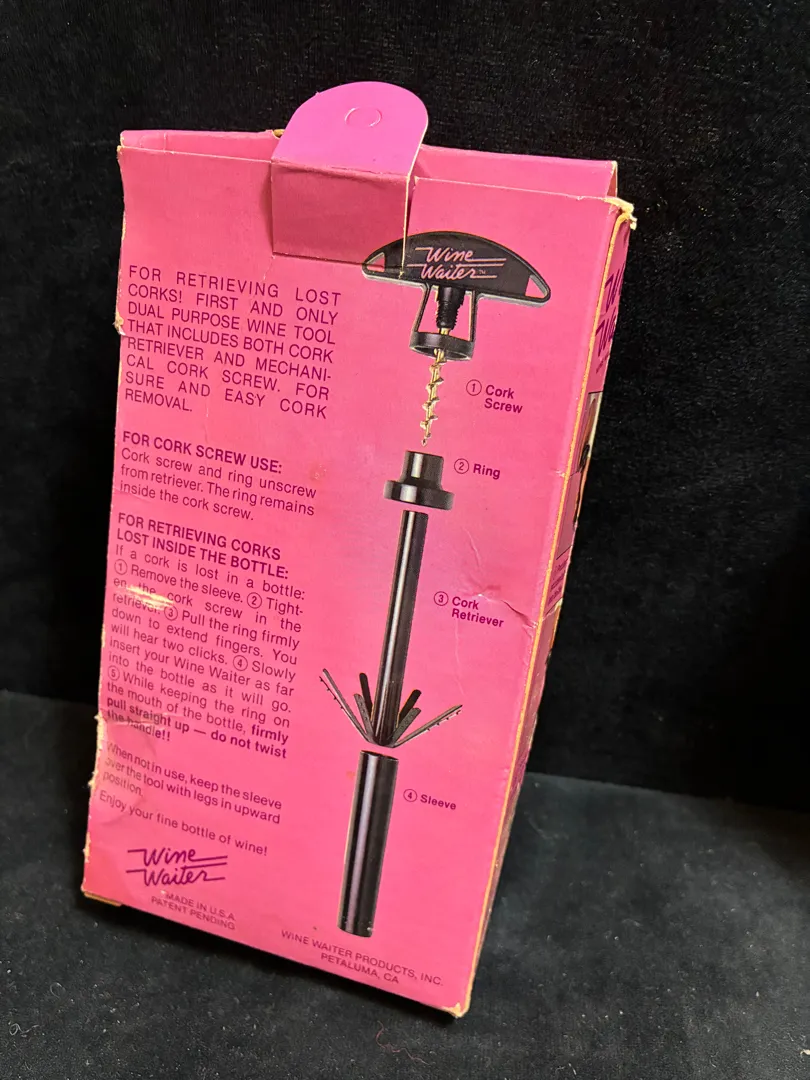 Wine
Waiter™
FOR RETRIEVING LOST
CORKS! FIRST AND ONLY
DUAL PURPOSE WINE TOOL
THAT INCLUDES BOTH CORK
RETRIEVER AND MECHANI-
CAL CORK SCREW. FOR
SURE AND EASY CORK
REMOVAL.
FOR CORK SCREW USE:
Cork screw and ring unscrew
from retriever. The ring remains
inside the cork screw.
FOR RETRIEVING CORKS
LOST INSIDE THE BOTTLE:
If a cork is lost in a bottle:
① Remove the sleeve. ② Tight-
en the cork screw in the
retriever. ③ Pull the ring firmly
down to extend fingers. You
will hear two clicks. ④ Slowly
insert your Wine Waiter as far
into the bottle as it will go.
⑤ While keeping the ring on
the mouth of the bottle, firmly
pull straight up — do not twist
the handle!!
When not in use, keep the sleeve
over the tool with legs in upward
position.
Enjoy your fine bottle of wine!
Wine
Waiter
MADE IN U.S.A.
PATENT PENDING
WINE WAITER PRODUCTS, INC.
PETALUMA, CA
① Cork
Screw
② Ring
③ Cork
Retriever
④ Sleeve